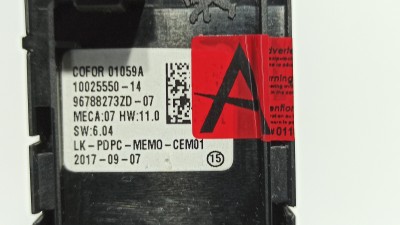 COFOR 01059A
10025550-14
96788273ZD-07
MECA:07 HW:11.0
SW:6.04
LK-PDPC-MEMO-CEM01
2017-09-07
15
A
#011